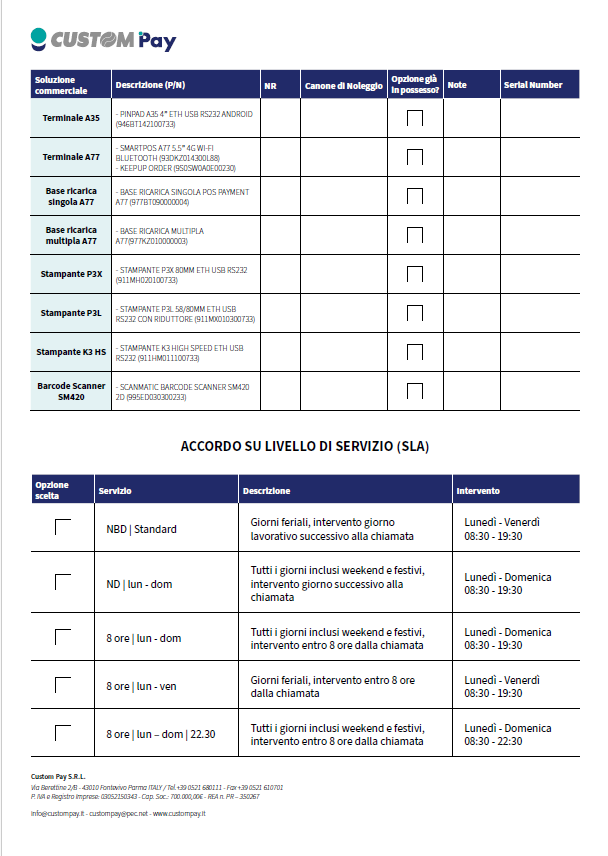 CUSTOM Pay
Soluzione
commerciale
Descrizione (P/N)
NR
Canone di Noleggio
Opzione già
in possesso?
Note
Serial Number
Terminale A35
- PINPAD A35 4" ETH USB RS232 ANDROID
(946BT142100733)
Terminale A77
- SMARTPOS A77 5.5" 4G WI-FI
BLUETOOTH (93DKZ014300L88)
- KEEPUP ORDER (9S0SW0A0E00230)
Base ricarica
singola A77
- BASE RICARICA SINGOLA POS PAYMENT
A77 (977BT090000004)
Base ricarica
multipla A77
- BASE RICARICA MULTIPLA
A77(977KZ010000003)
Stampante P3X
- STAMPANTE P3X 80MM ETH USB RS232
(911MH020100733)
Stampante P3L
- STAMPANTE P3L 58/80MM ETH USB
RS232 CON RIDUTTORE (911MX010300733)
Stampante K3 HS
- STAMPANTE K3 HIGH SPEED ETH USB
RS232 (911HM011100733)
Barcode Scanner
SM420
- SCANMATIC BARCODE SCANNER SM420
2D (995ED030300233)
ACCORDO SU LIVELLO DI SERVIZIO (SLA)
Opzione
scelta
Servizio
Descrizione
Intervento
NBD | Standard
Giorni feriali, intervento giorno
lavorativo successivo alla chiamata
Lunedì - Venerdì
08:30 - 19:30
ND | lun - dom
Tutti i giorni inclusi weekend e festivi,
intervento giorno successivo alla
chiamata
Lunedì - Domenica
08:30 - 19:30
8 ore | lun - dom
Tutti i giorni inclusi weekend e festivi,
intervento entro 8 ore dalla chiamata
Lunedì - Domenica
08:30 - 19:30
8 ore | lun - ven
Giorni feriali, intervento entro 8 ore
dalla chiamata
Lunedì - Venerdì
08:30 - 19:30
8 ore | lun – dom | 22.30
Tutti i giorni inclusi weekend e festivi,
intervento entro 8 ore dalla chiamata
Lunedì - Domenica
08:30 - 22:30
Custom Pay S.R.L.
Via Berettine 2/B - 43010 Fontevivo Parma ITALY / Tel.+39 0521 680111 - Fax +39 0521 610701
P. IVA e Registro Imprese: 03052150343 - Cap. Soc.: 700.000,00€ - REA n. PR – 350267
info@custompay.it - custompay@pec.net - www.custompay.it